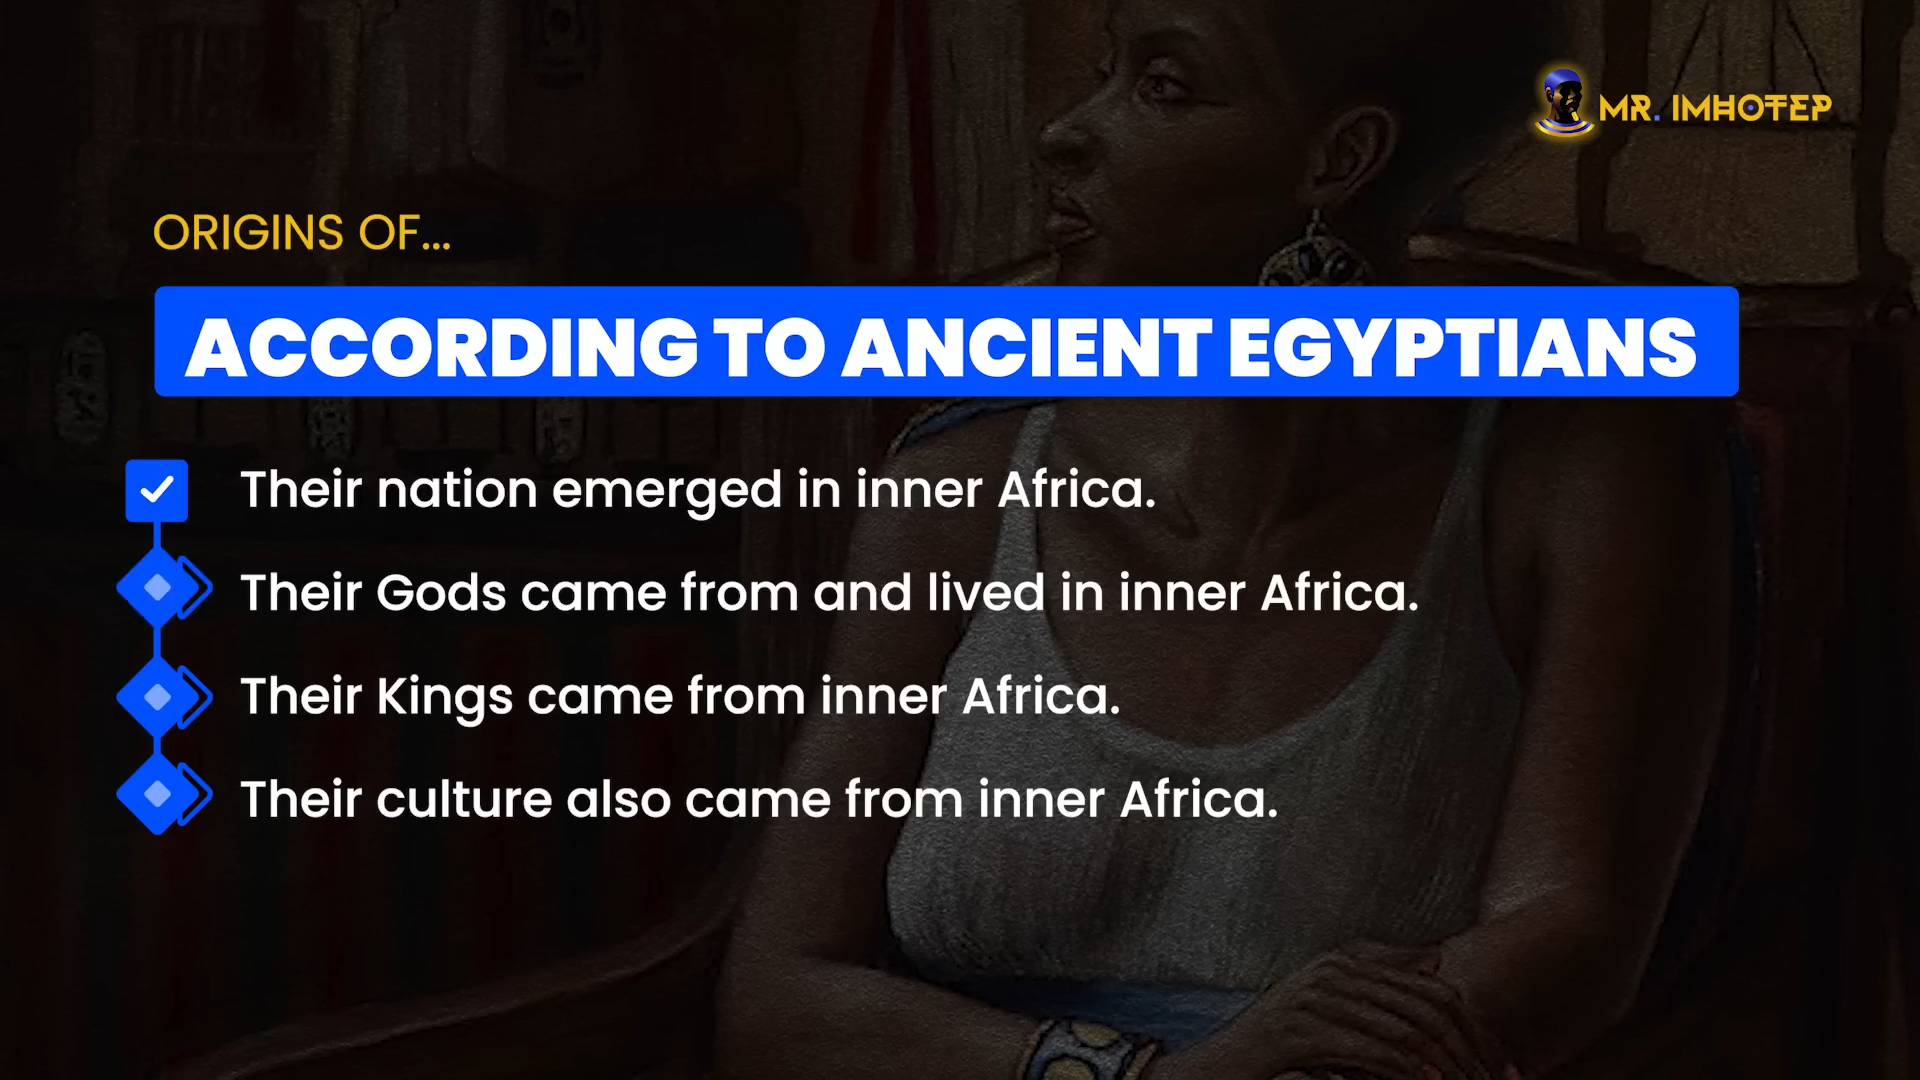 MR. IMHOTEP
ORIGINS OF...
ACCORDING TO ANCIENT EGYPTIANS
Their nation emerged in inner Africa.
Their Gods came from and lived in inner Africa.
Their Kings came from inner Africa.
Their culture also came from inner Africa.